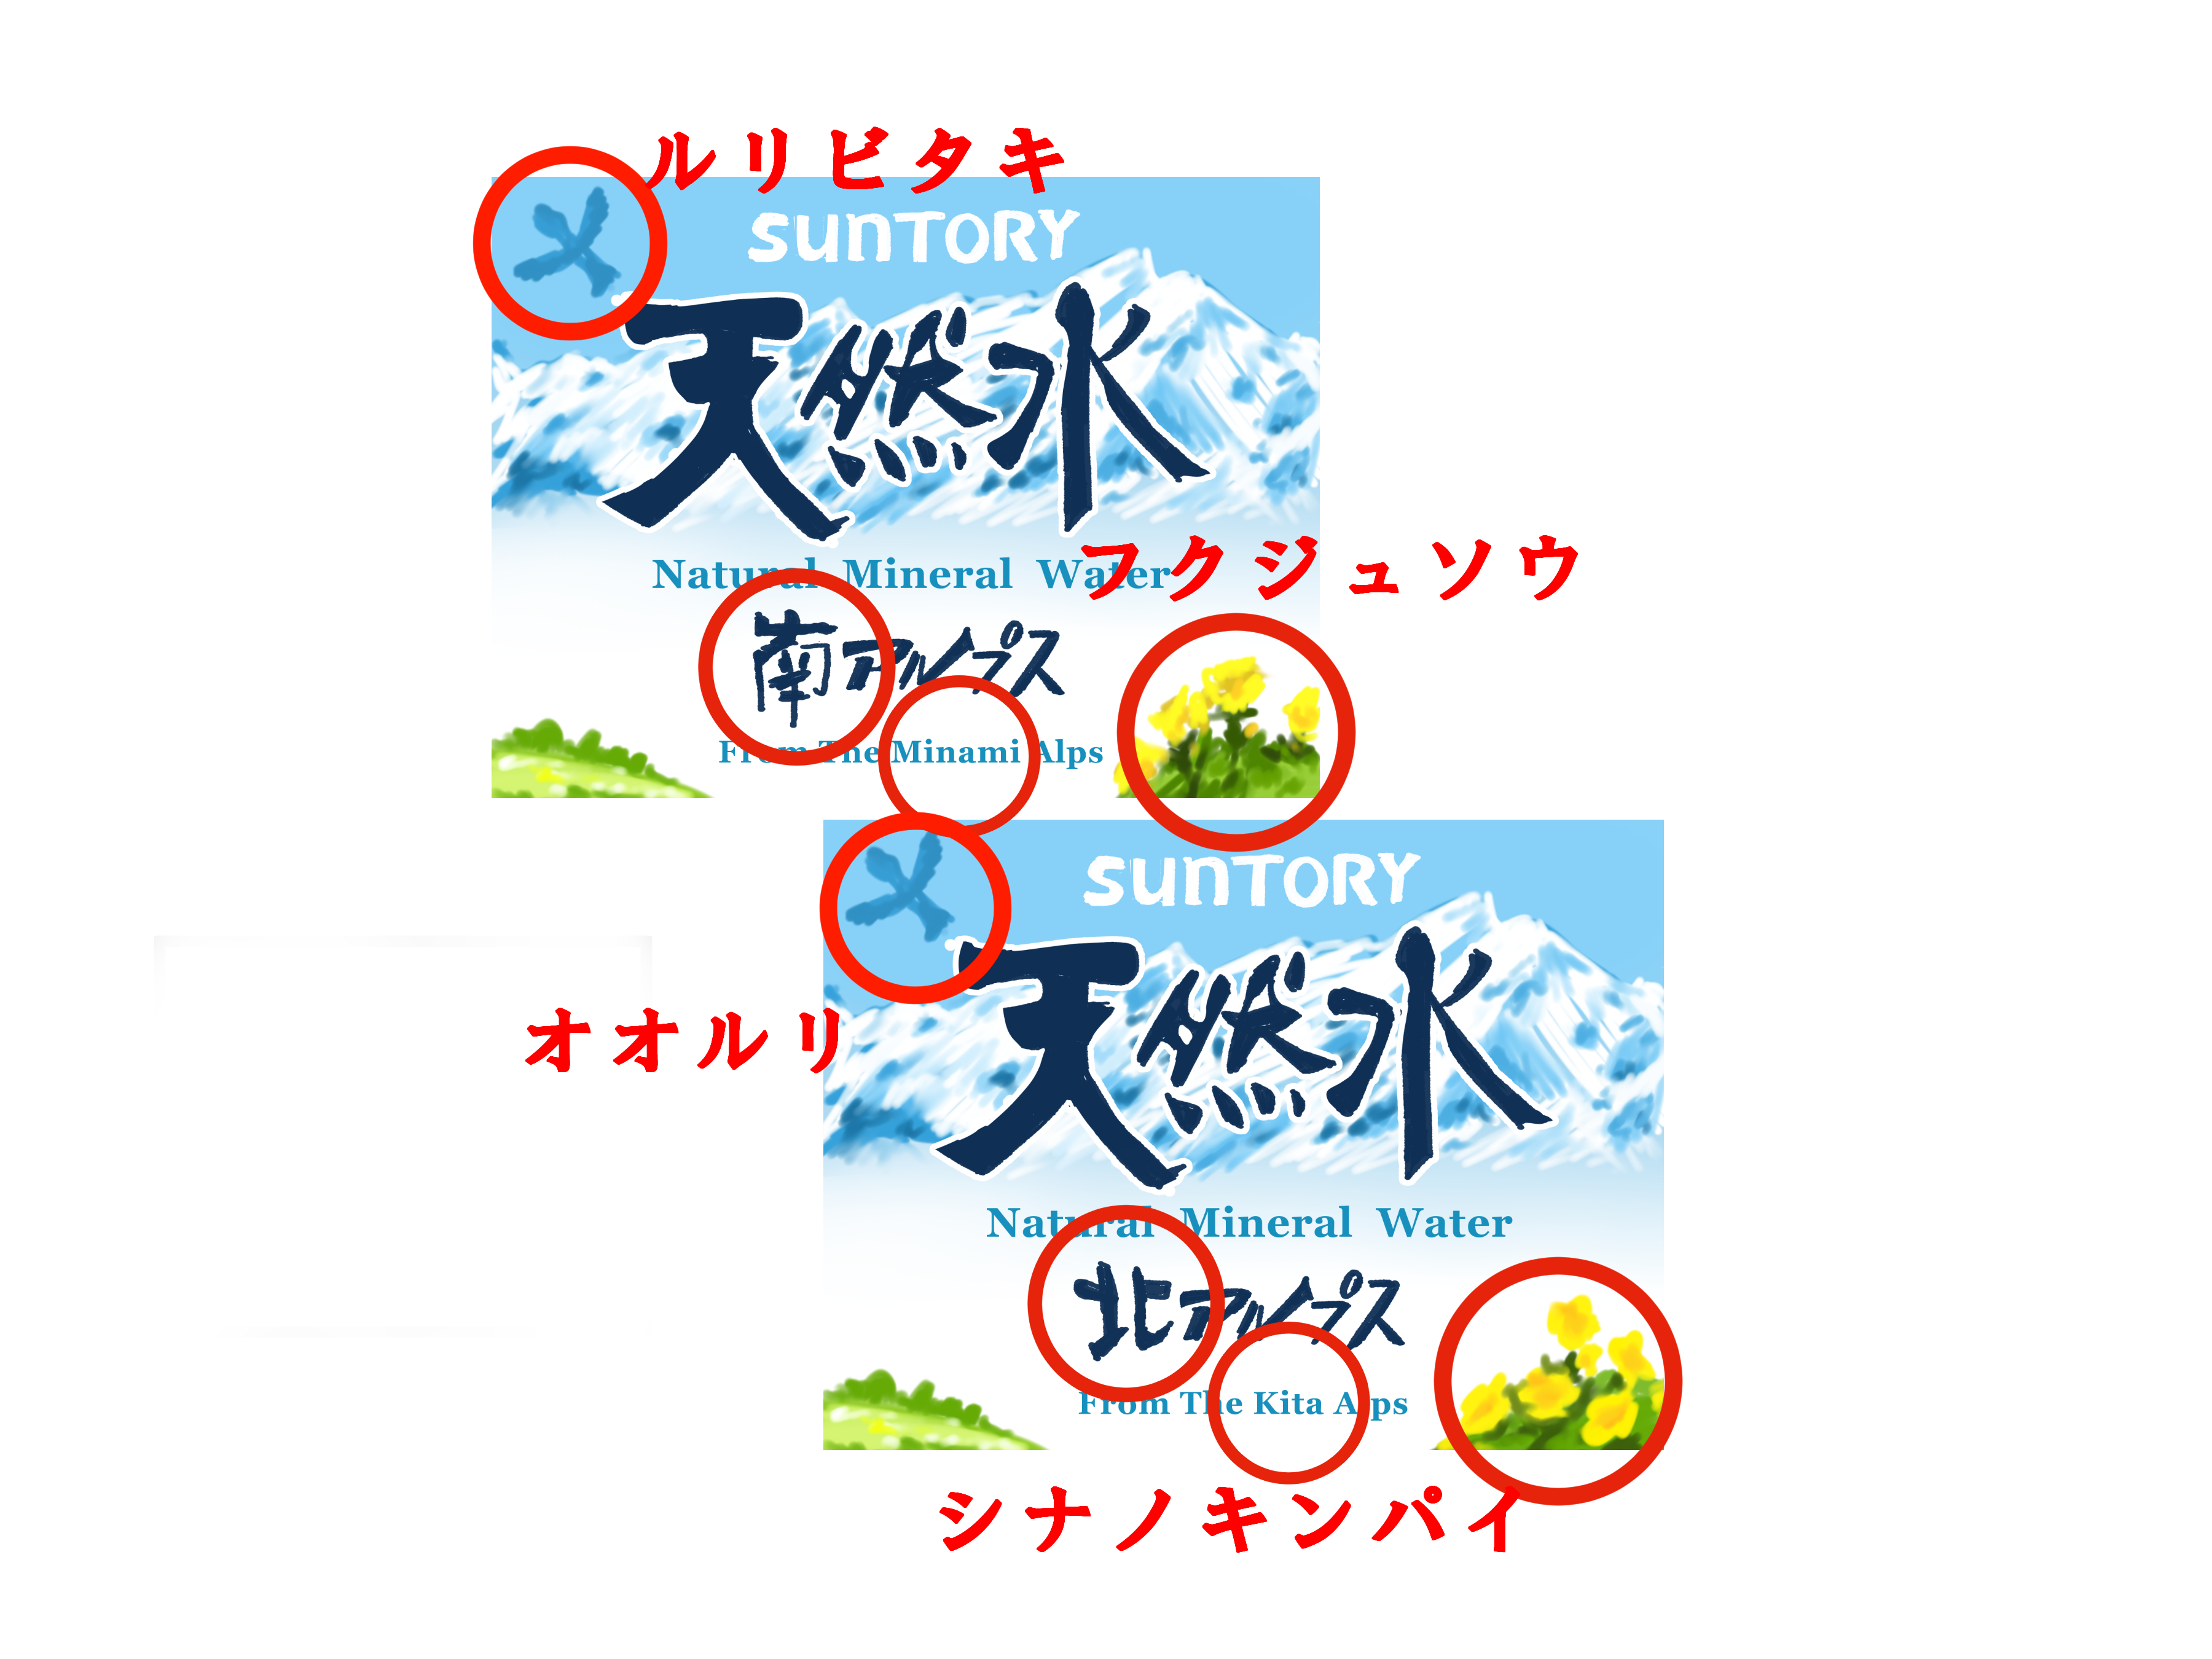 ルリビタキ
SUNTORY
天然水
Natural Mineral Water
フクジュソウ
南アルプス
From The Minami Alps
SUNTORY
天然水
オオルリ
Natural Mineral Water
北アルプス
From The Kita Alps
シナノキンパイ